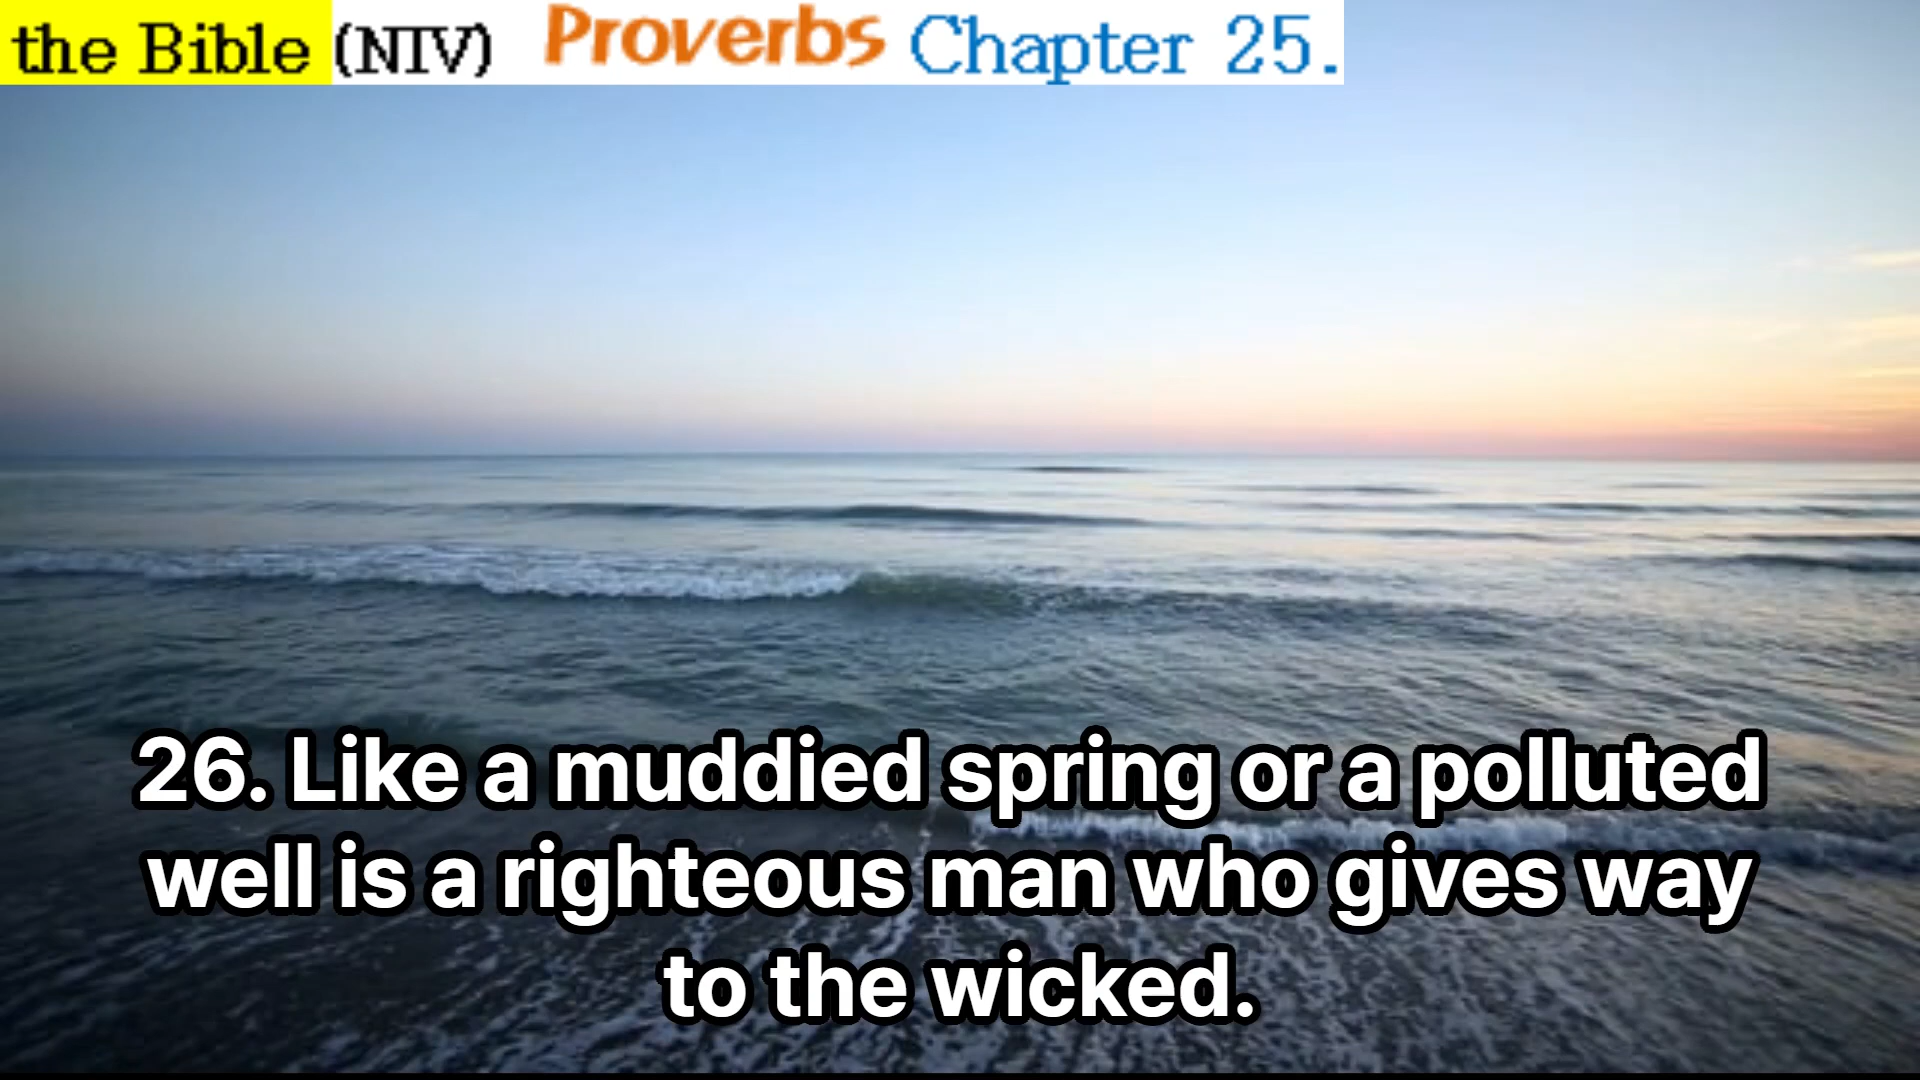 the Bible (NIV) Proverbs Chapter 25.
26. Like a muddied spring or a polluted
well is a righteous man who gives way
to the wicked.